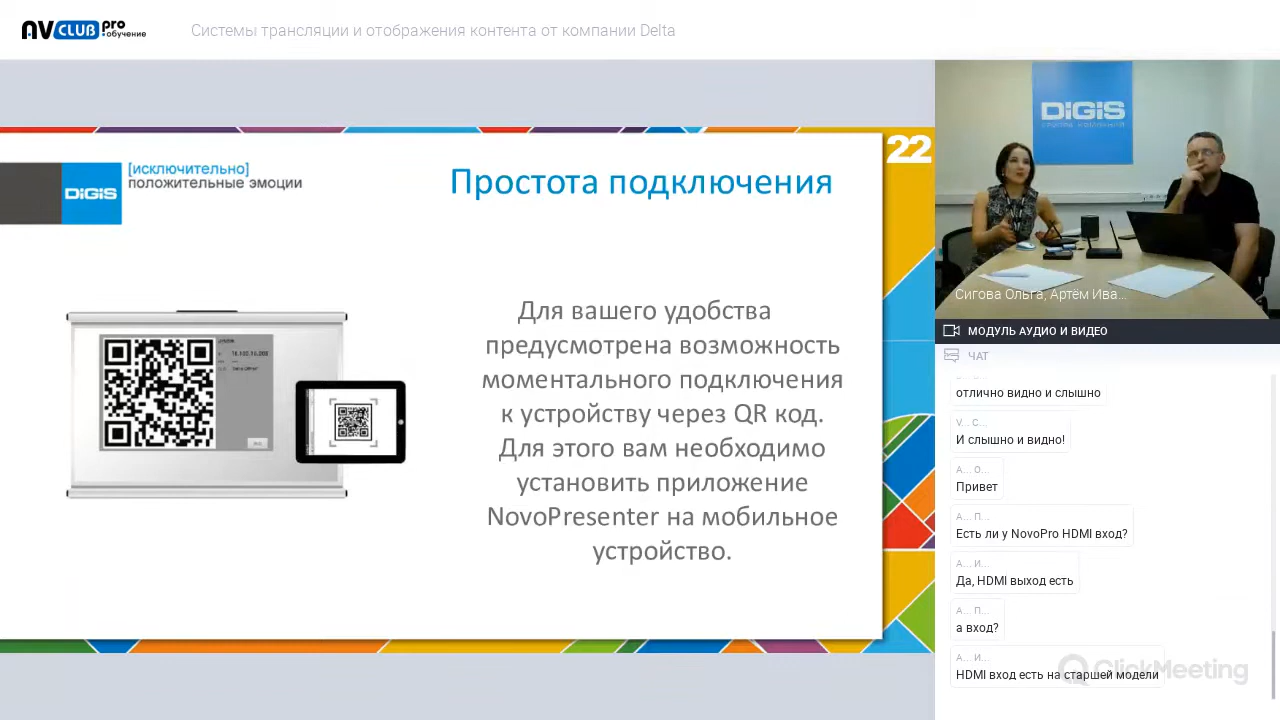 AVCLUBpro
•обучение
Системы трансляции и отображения контента от компании Delta
22
DIGIS
[исключительно]
положительные эмоции
Простота подключения
Для вашего удобства
предусмотрена возможность
моментального подключения
к устройству через QR код.
Для этого вам необходимо
установить приложение
NovoPresenter на мобильное
устройство.
DIGIS
ГРУППА КОМПАНИЙ
Сигова Ольга, Артём Ива...
МОДУЛЬ АУДИО И ВИДЕО
ЧАТ
отлично видно и слышно
V... С...
И слышно и видно!
А... О...
Привет
А... П...
Есть ли у NovoPro HDMI вход?
А... И...
Да, HDMI выход есть
А... П...
а вход?
А... И...
HDMI вход есть на старшей модели
ClickMeeting